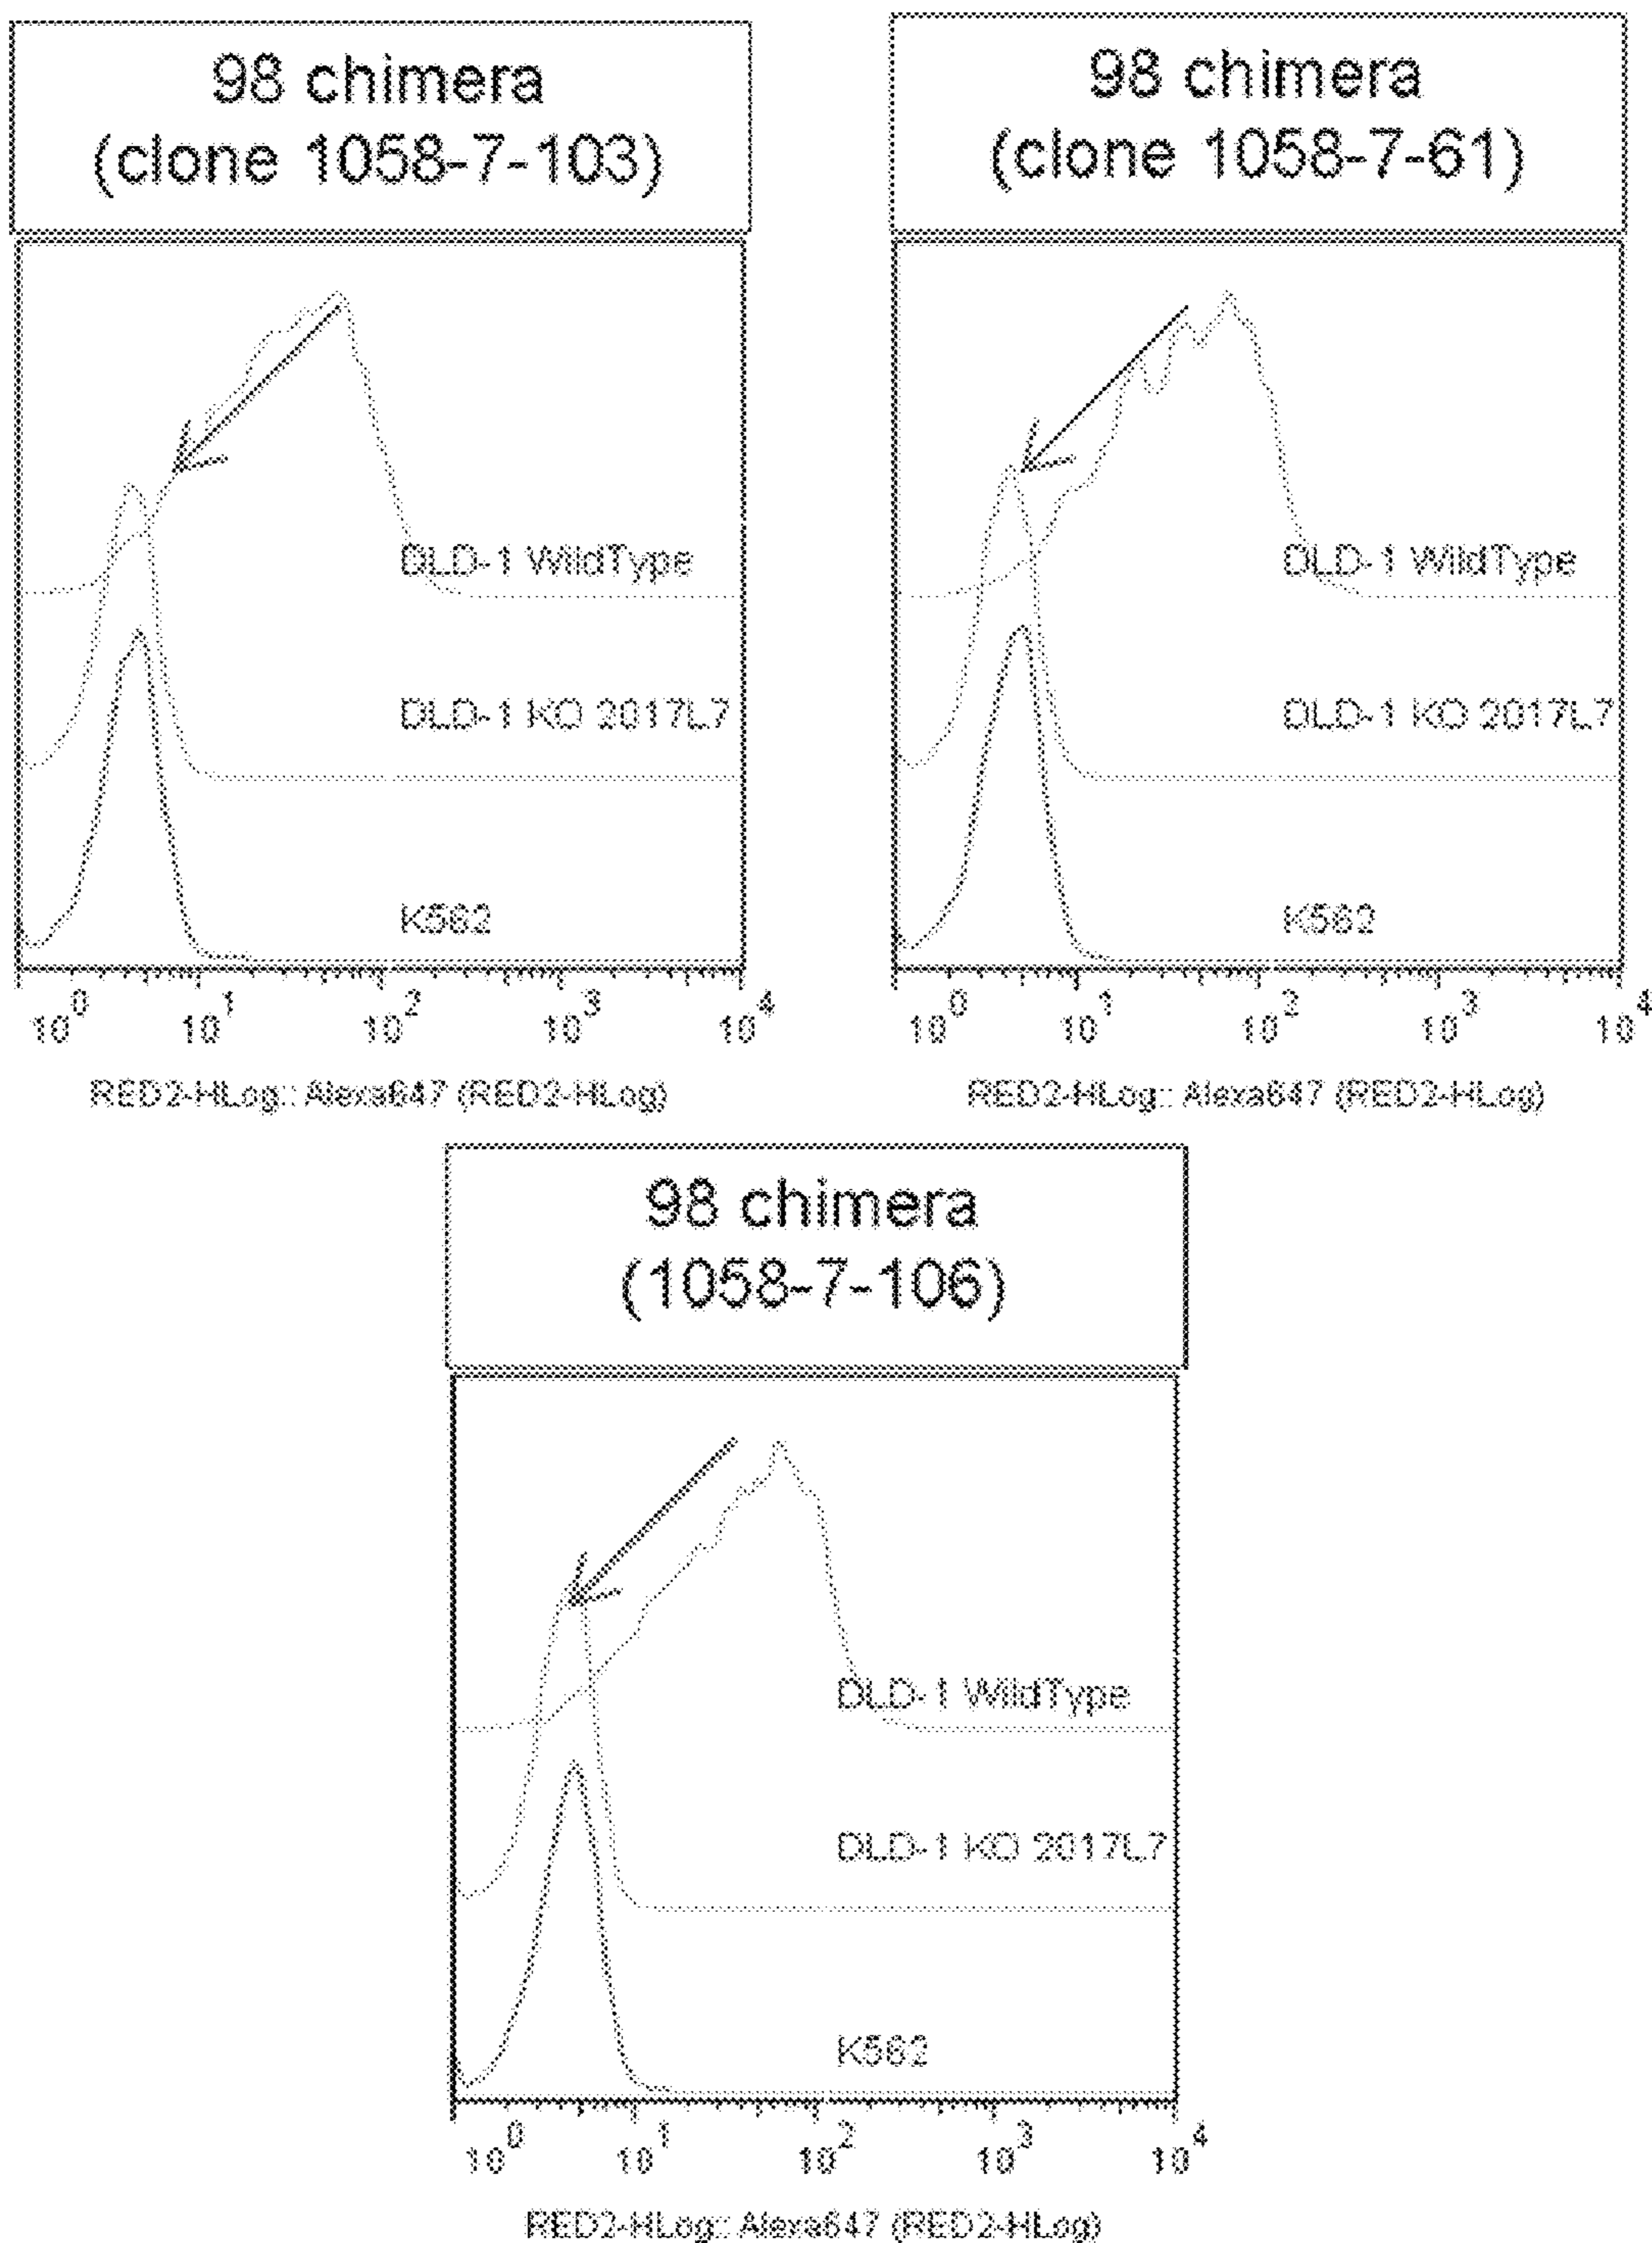 98 chimera
(clone 1058-7-103)
DLD-1 WildType
DLD-1 KO 2017L7
K562
10^0 10^1 10^2 10^3 10^4
RED2-HLog:: Alexa647 (RED2-HLog)
98 chimera
(clone 1058-7-61)
DLD-1 WildType
DLD-1 KO 2017L7
K562
10^0 10^1 10^2 10^3 10^4
RED2-HLog:: Alexa647 (RED2-HLog)
98 chimera
(1058-7-106)
DLD-1 WildType
DLD-1 KO 2017L7
K562
10^0 10^1 10^2 10^3 10^4
RED2-HLog:: Alexa647 (RED2-HLog)